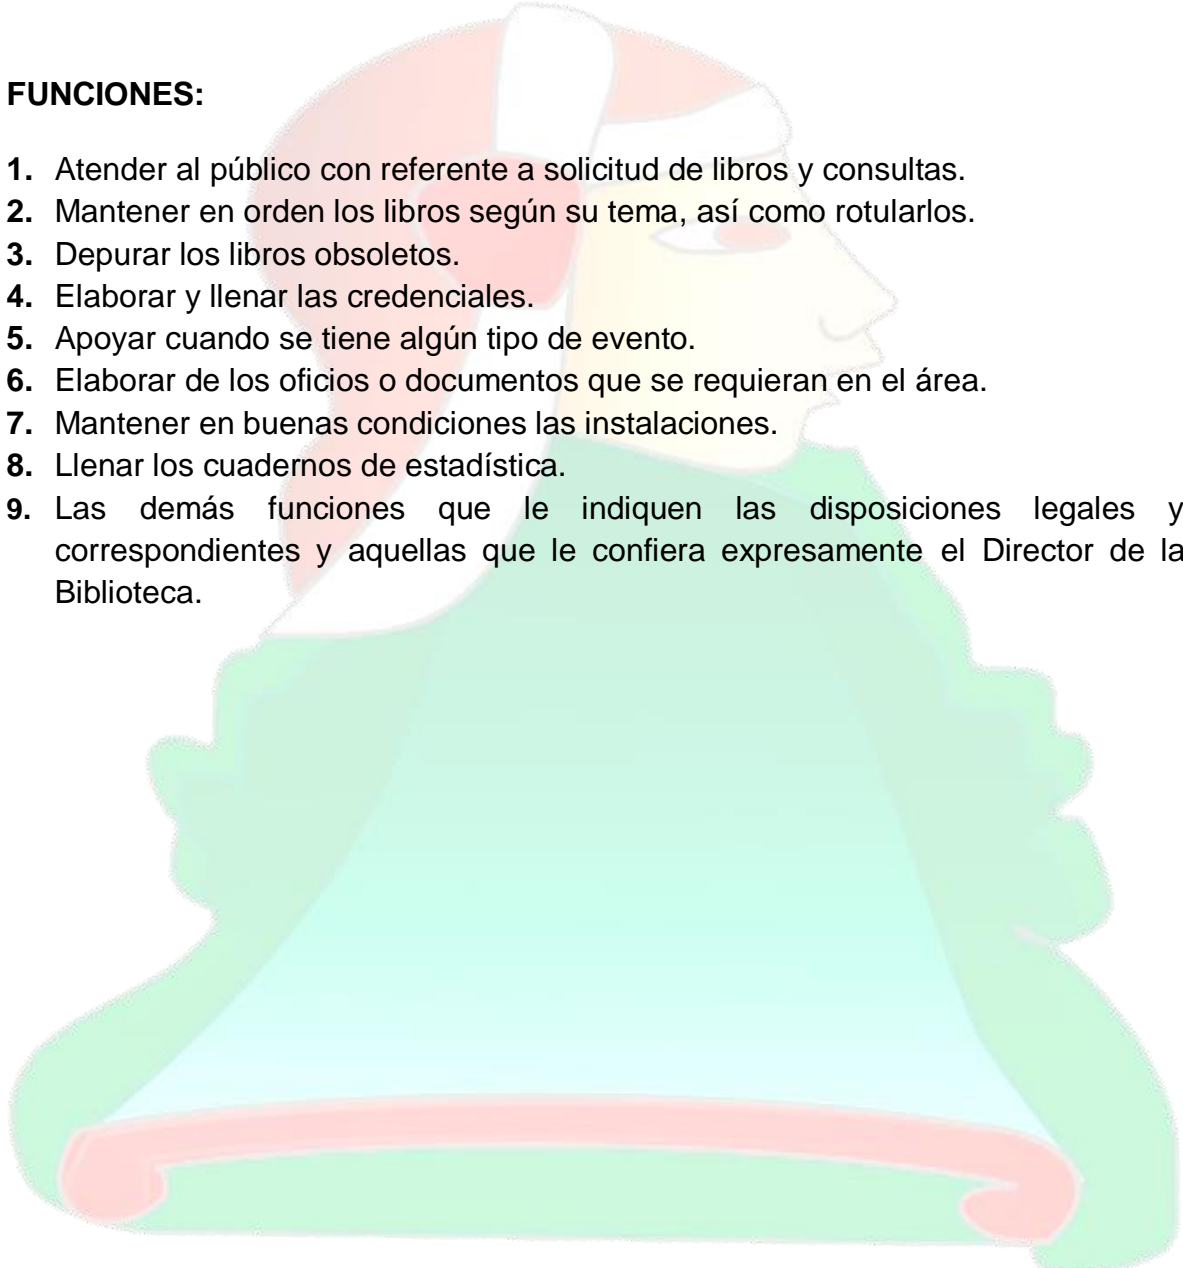 FUNCIONES:
1. Atender al público con referente a solicitud de libros y consultas.
2. Mantener en orden los libros según su tema, así como rotularlos.
3. Depurar los libros obsoletos.
4. Elaborar y llenar las credenciales.
5. Apoyar cuando se tiene algún tipo de evento.
6. Elaborar de los oficios o documentos que se requieran en el área.
7. Mantener en buenas condiciones las instalaciones.
8. Llenar los cuadernos de estadística.
9. Las demás funciones que le indiquen las disposiciones legales y
correspondientes y aquellas que le confiera expresamente el Director de la
Biblioteca.